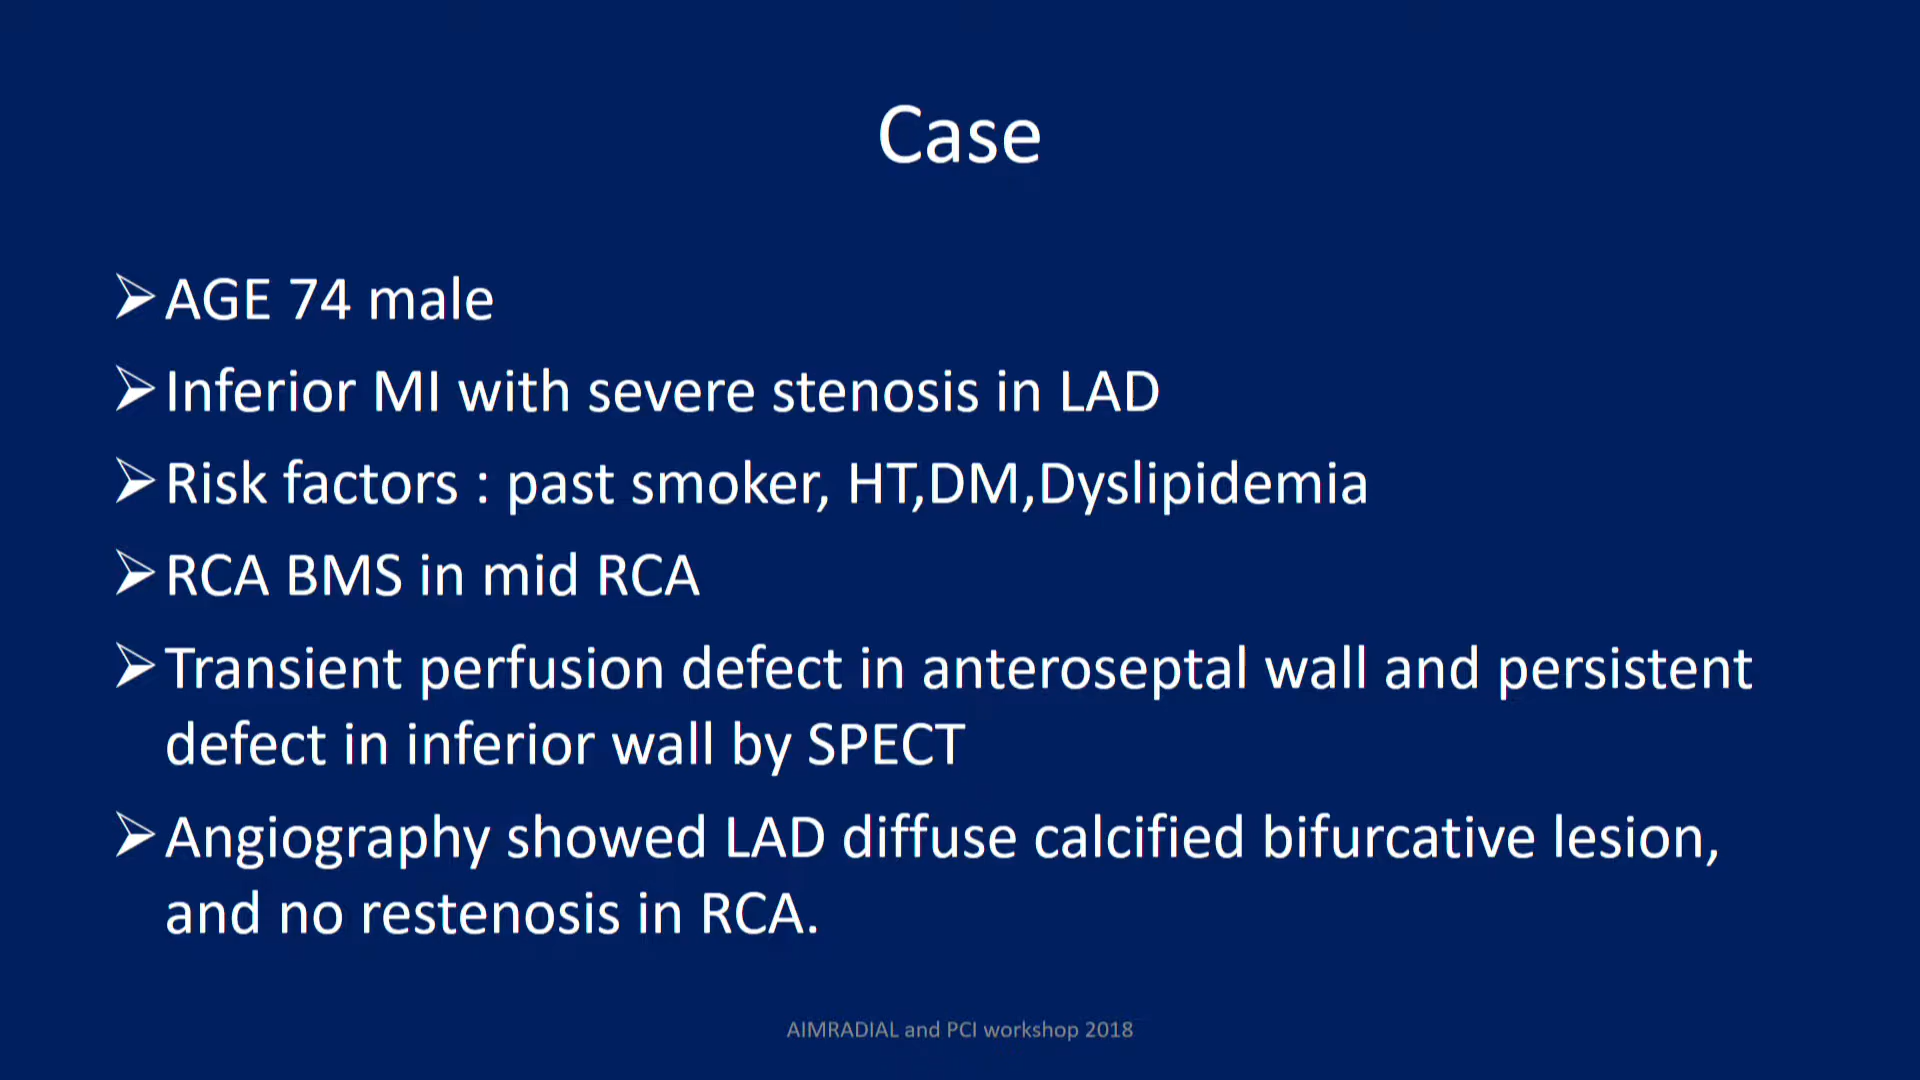 Case
➢AGE 74 male
➢Inferior MI with severe stenosis in LAD
➢Risk factors : past smoker, HT,DM,Dyslipidemia
➢RCA BMS in mid RCA
➢Transient perfusion defect in anteroseptal wall and persistent
defect in inferior wall by SPECT
➢Angiography showed LAD diffuse calcified bifurcative lesion,
and no restenosis in RCA.
AIMRADIAL and PCI workshop 2018